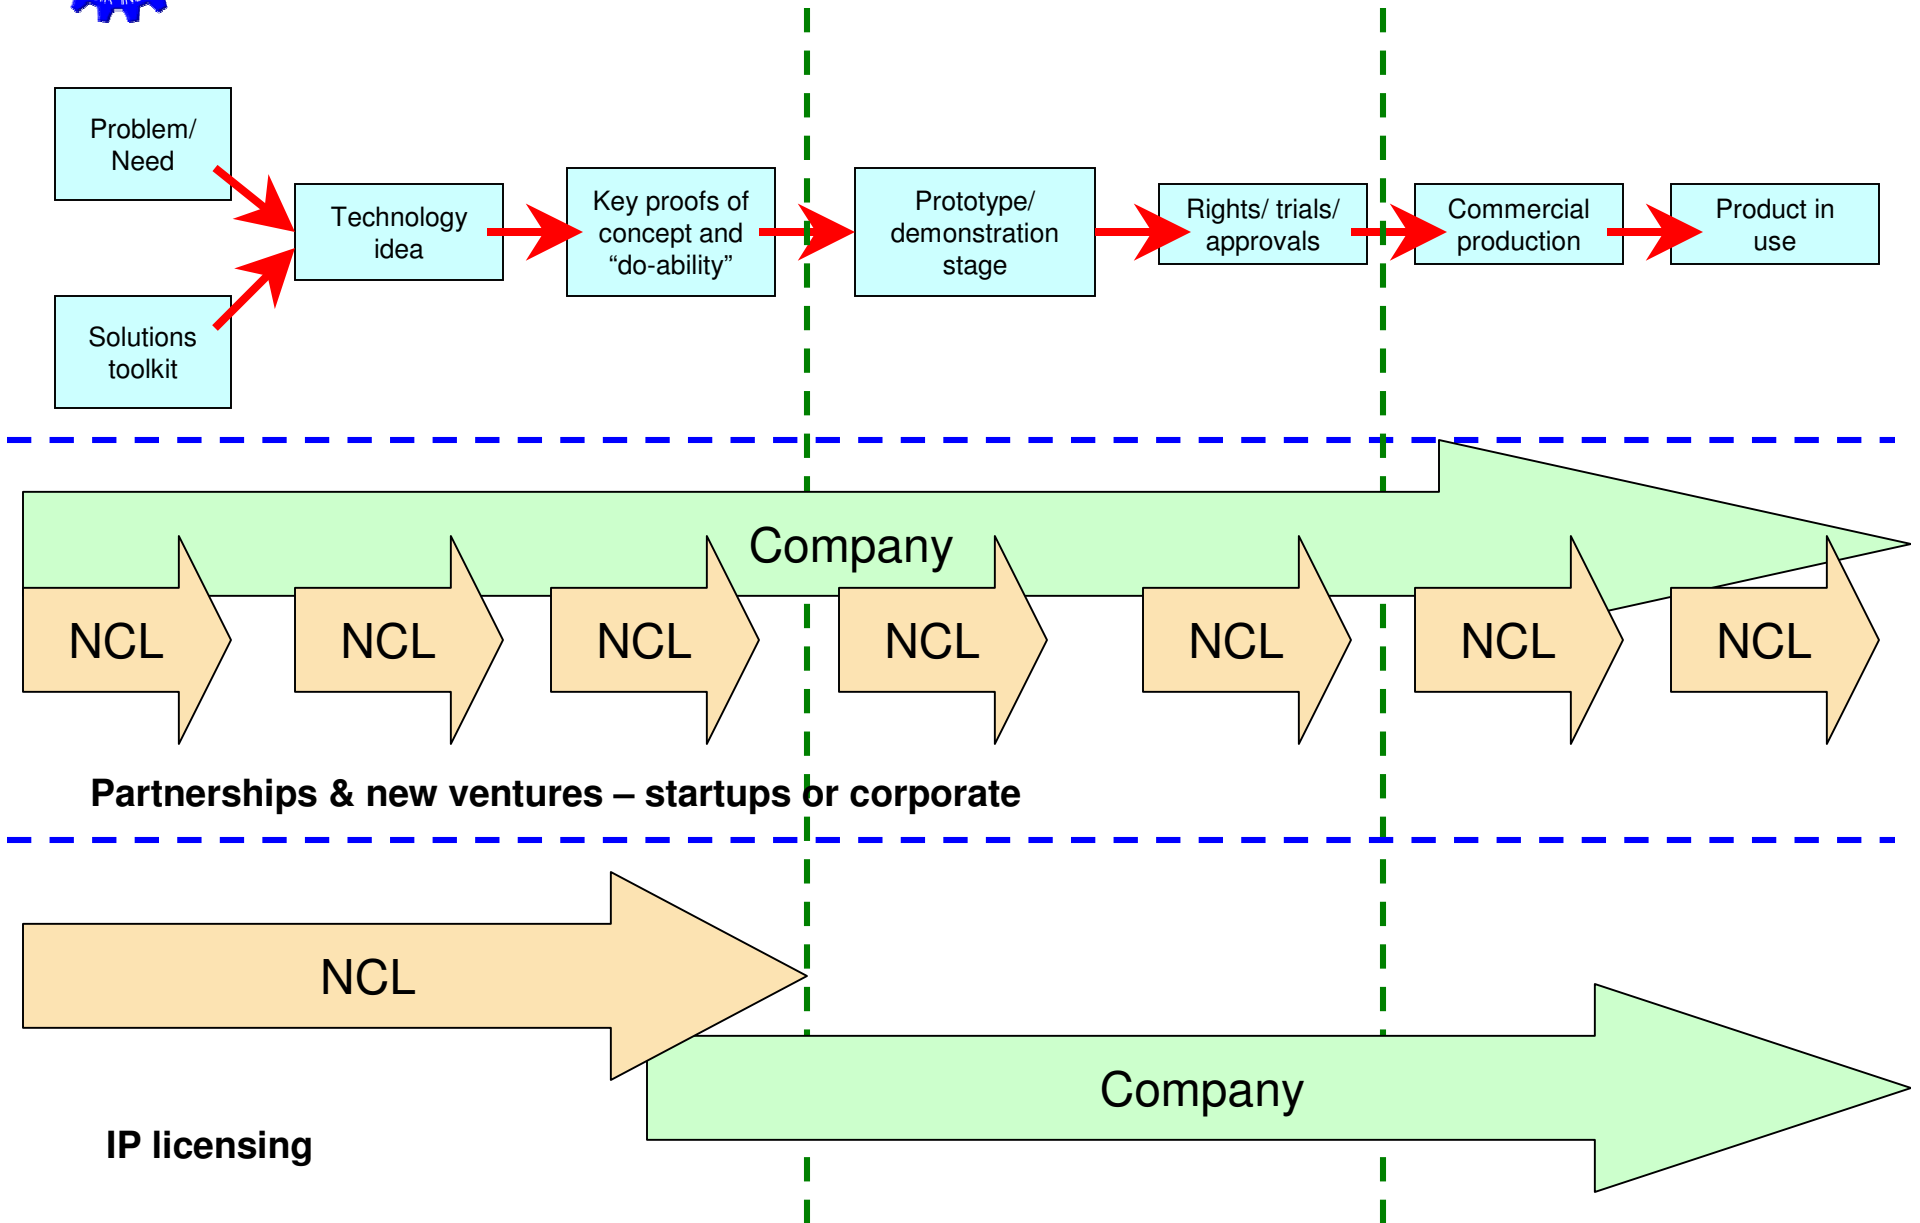 Problem/
Need
Solutions
toolkit
Technology
idea
Key proofs of
concept and
“do-ability”
Prototype/
demonstration
stage
Rights/ trials/
approvals
Commercial
production
Product in
use
Company
NCL
NCL
NCL
NCL
NCL
NCL
NCL
Partnerships & new ventures – startups or corporate
NCL
Company
IP licensing